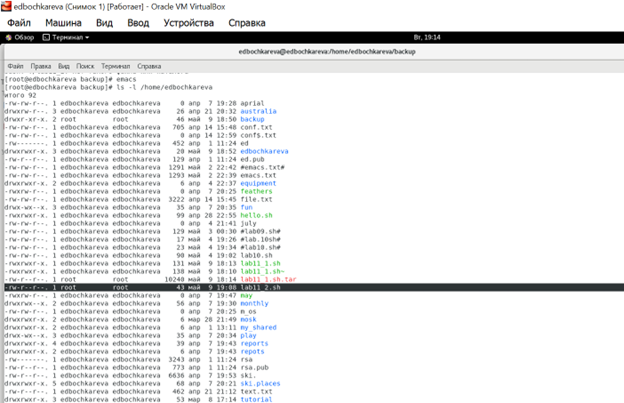 edbochkareva (Снимок 1) [Работает] - Oracle VM VirtualBox
Файл Машина Вид Ввод Устройства Справка
Обзор Терминал Вт, 19:14
edbochkareva@edbochkareva:/home/edbochkareva/backup
Файл Правка Вид Поиск Терминал Справка
[root@edbochkareva backup]# emacs
[root@edbochkareva backup]# ls -l /home/edbochkareva
итого 92
-rw-rw-r--. 1 edbochkareva edbochkareva 0 апр 7 19:28 aprial
drwxrwxr--. 3 edbochkareva edbochkareva 26 апр 21 20:32 australia
drwxr-xr-x. 2 root root 46 май 9 18:50 backup
-rw-rw-r--. 1 edbochkareva edbochkareva 705 апр 14 15:48 conf.txt
-rw-rw-r--. 1 edbochkareva edbochkareva 0 апр 14 15:59 conf$.txt
-rw-------. 1 edbochkareva edbochkareva 452 апр 1 11:24 ed
drwxrwxr-x. 3 edbochkareva edbochkareva 20 май 9 18:52 edbochkareva
-rw-r--r--. 1 edbochkareva edbochkareva 129 апр 1 11:24 ed.pub
-rw-rw-r--. 1 edbochkareva edbochkareva 1291 май 2 22:42 #emacs.txt#
-rw-rw-r--. 1 edbochkareva edbochkareva 1293 май 2 22:39 emacs.txt
drwxrwxr-x. 2 edbochkareva edbochkareva 6 апр 4 22:37 equipment
-rwxrwxr--. 1 edbochkareva edbochkareva 0 апр 7 20:25 feathers
-rw-rw-r--. 1 edbochkareva edbochkareva 3222 апр 14 15:45 file.txt
drwx-wx--x. 3 edbochkareva edbochkareva 35 апр 7 20:35 fun
-rwxrwxr-x. 1 edbochkareva edbochkareva 99 апр 28 22:55 hello.sh
-rw-rw-r--. 1 edbochkareva edbochkareva 0 апр 4 21:41 july
-rw-rw-r--. 1 edbochkareva edbochkareva 129 май 3 00:30 #lab09.sh#
-rw-rw-r--. 1 edbochkareva edbochkareva 17 май 4 19:26 #lab.10sh#
-rw-rw-r--. 1 edbochkareva edbochkareva 23 май 4 19:34 #lab10.sh#
-rw-rw-r--. 1 edbochkareva edbochkareva 90 май 4 19:02 lab10.sh
-rwxrwxr-x. 1 edbochkareva edbochkareva 131 май 9 18:13 lab11_1.sh
-rwxrwxr-x. 1 edbochkareva edbochkareva 138 май 9 18:10 lab11_1.sh~
-rw-r--r--. 1 root root 10240 май 9 18:14 lab11_1.sh.tar
-rw-r--r--. 1 root root 43 май 9 19:08 lab11_2.sh
-rw-rw-r--. 1 edbochkareva edbochkareva 0 апр 7 19:47 may
drwxrwxr-x. 2 edbochkareva edbochkareva 56 апр 7 19:30 monthly
-rw-rw-r--. 1 edbochkareva edbochkareva 0 апр 7 20:25 m_os
drwxrwxr-x. 2 edbochkareva edbochkareva 6 мар 28 21:49 mosk
drwxrwxr-x. 2 edbochkareva edbochkareva 6 апр 1 13:11 my_shared
drwx-wx--x. 3 edbochkareva edbochkareva 35 апр 7 20:34 play
drwxrwxr-x. 4 edbochkareva edbochkareva 39 апр 7 19:43 reports
drwxrwxr-x. 2 edbochkareva edbochkareva 6 апр 7 19:43 repots
-rw-------. 1 edbochkareva edbochkareva 3243 апр 1 11:24 rsa
-rw-r--r--. 1 edbochkareva edbochkareva 773 апр 1 11:24 rsa.pub
-rw-rw-r--. 1 edbochkareva edbochkareva 6636 апр 7 19:53 ski.
drwxrwxr-x. 5 edbochkareva edbochkareva 68 апр 7 20:21 ski.places
-rw-rw-r--. 1 edbochkareva edbochkareva 462 апр 21 21:12 text.txt
drwxrwxr-x. 3 edbochkareva edbochkareva 53 мар 8 17:14 tutorial